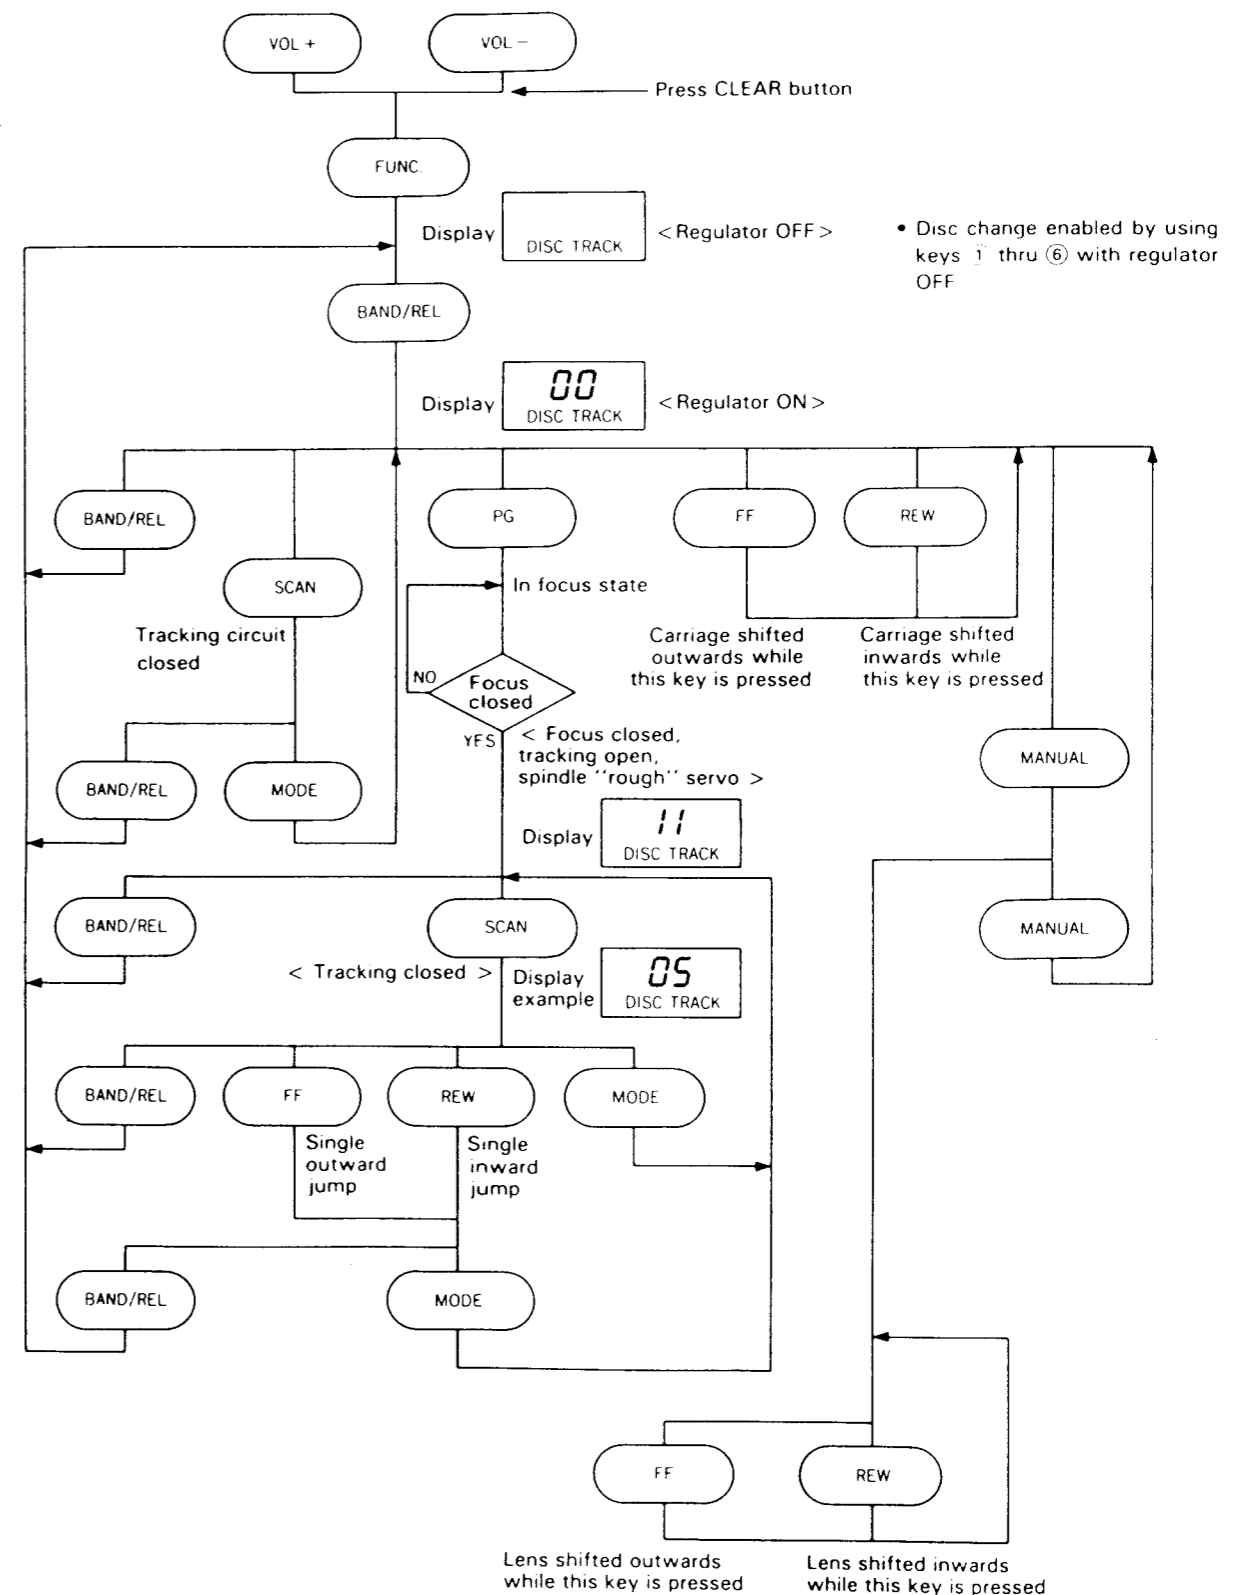 VOL +
VOL –
Press CLEAR button
FUNC.
Display
DISC TRACK
< Regulator OFF >
• Disc change enabled by using
keys 1 thru ⑥ with regulator
OFF
BAND/REL
Display
00
DISC TRACK
< Regulator ON >
BAND/REL
SCAN
PG
FF
REW
In focus state
Tracking circuit
closed
Carriage shifted
outwards while
this key is pressed
Carriage shifted
inwards while
this key is pressed
NO
Focus
closed
YES
< Focus closed,
tracking open,
spindle "rough" servo >
MANUAL
BAND/REL
MODE
Display
11
DISC TRACK
BAND/REL
SCAN
MANUAL
< Tracking closed >
Display
example
05
DISC TRACK
BAND/REL
FF
REW
MODE
Single
outward
jump
Single
inward
jump
BAND/REL
MODE
FF
REW
Lens shifted outwards
while this key is pressed
Lens shifted inwards
while this key is pressed